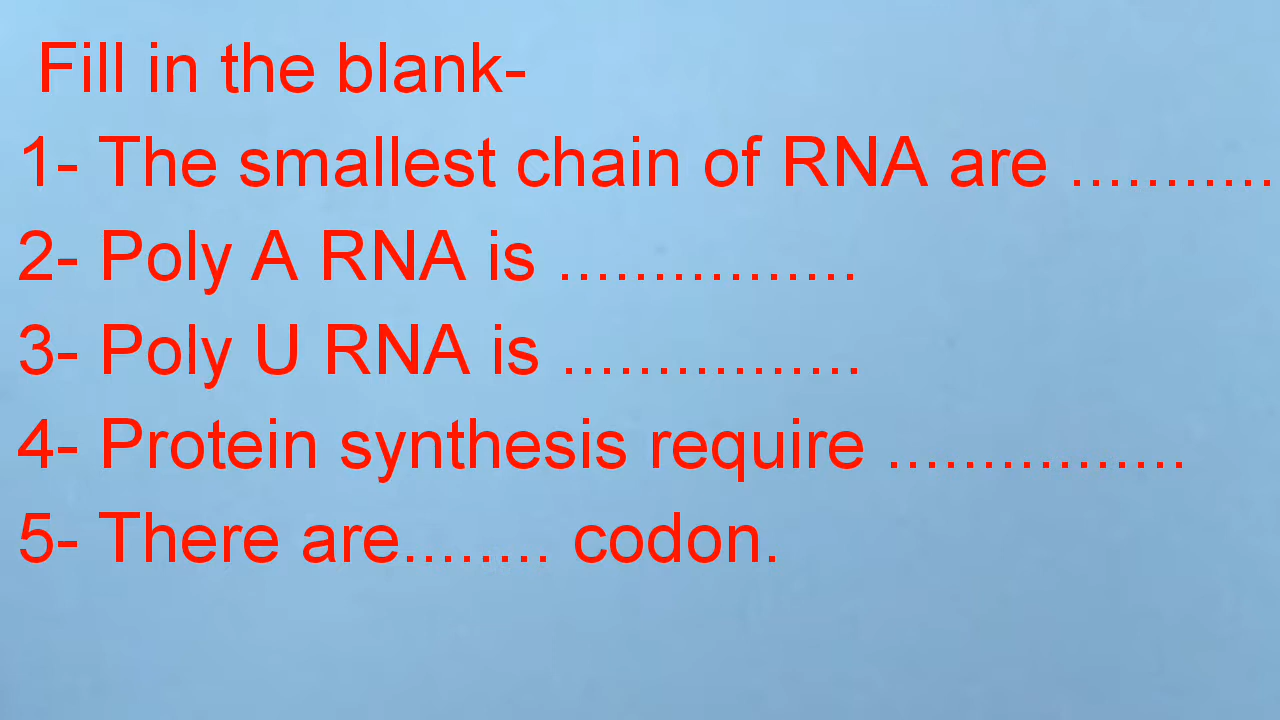 Fill in the blank-
1- The smallest chain of RNA are ...........
2- Poly A RNA is ................
3- Poly U RNA is ................
4- Protein synthesis require ................
5- There are........ codon.